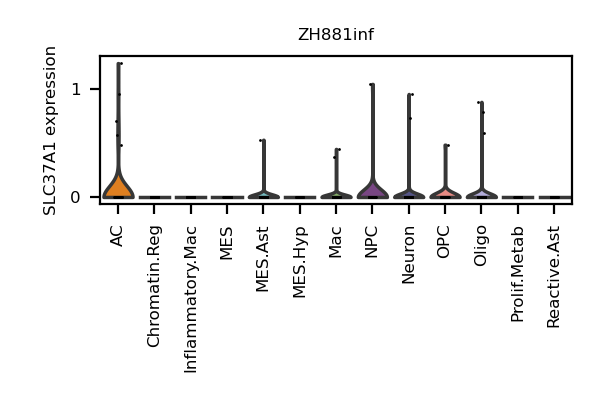 ZH881inf
SLC37A1 expression
1
0
AC
Chromatin.Reg
Inflammatory.Mac
MES
MES.Ast
MES.Hyp
Mac
NPC
Neuron
OPC
Oligo
Prolif.Metab
Reactive.Ast